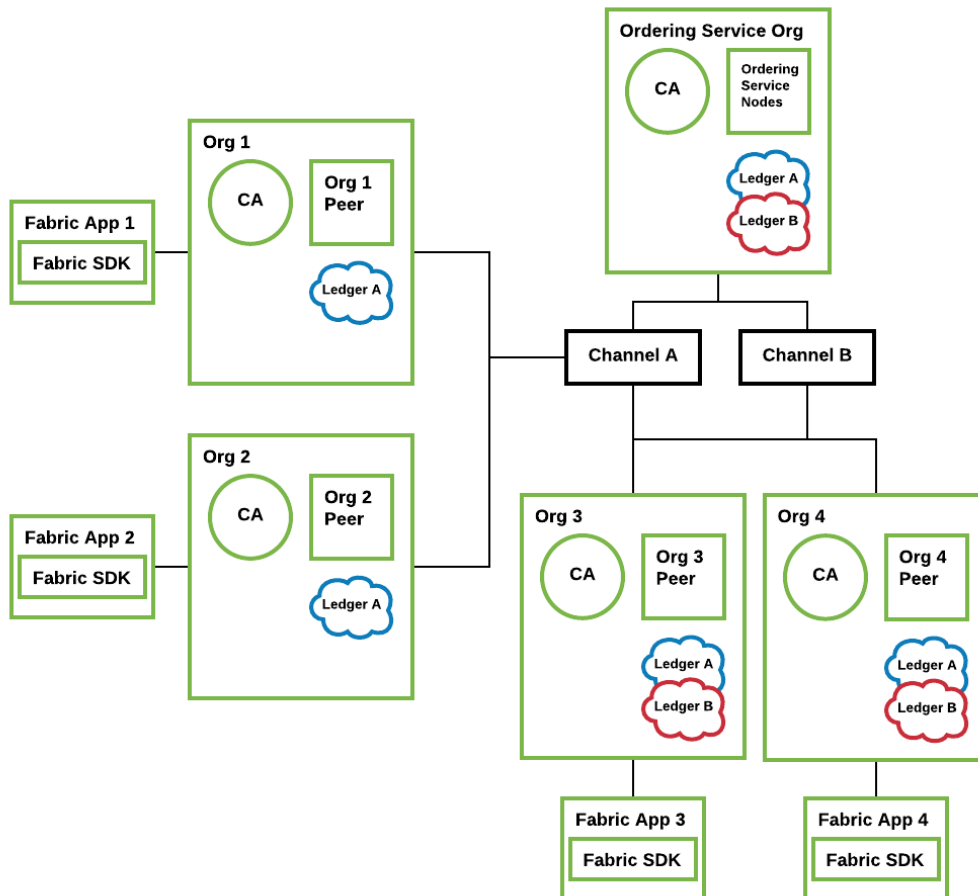 Ordering Service Org
CA
Ordering
Service
Nodes
Ledger A
Ledger B
Org 1
CA
Org 1
Peer
Ledger A
Fabric App 1
Fabric SDK
Channel A
Channel B
Org 2
CA
Org 2
Peer
Ledger A
Fabric App 2
Fabric SDK
Org 3
CA
Org 3
Peer
Ledger A
Ledger B
Org 4
CA
Org 4
Peer
Ledger A
Ledger B
Fabric App 3
Fabric SDK
Fabric App 4
Fabric SDK